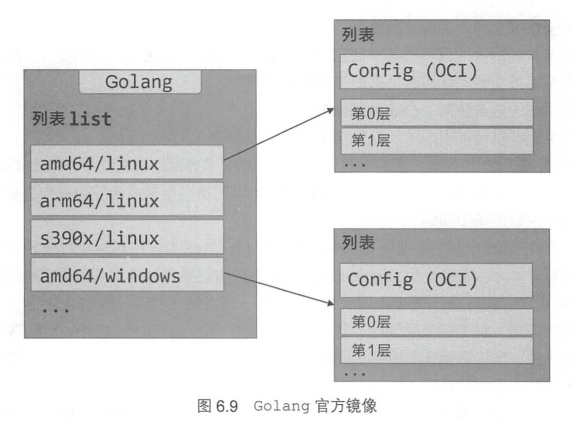 Golang
列表 list
amd64/linux
arm64/linux
s390x/linux
amd64/windows
...
列表
Config (OCI)
第0层
第1层
...
列表
Config (OCI)
第0层
第1层
...
图 6.9 Golang 官方镜像